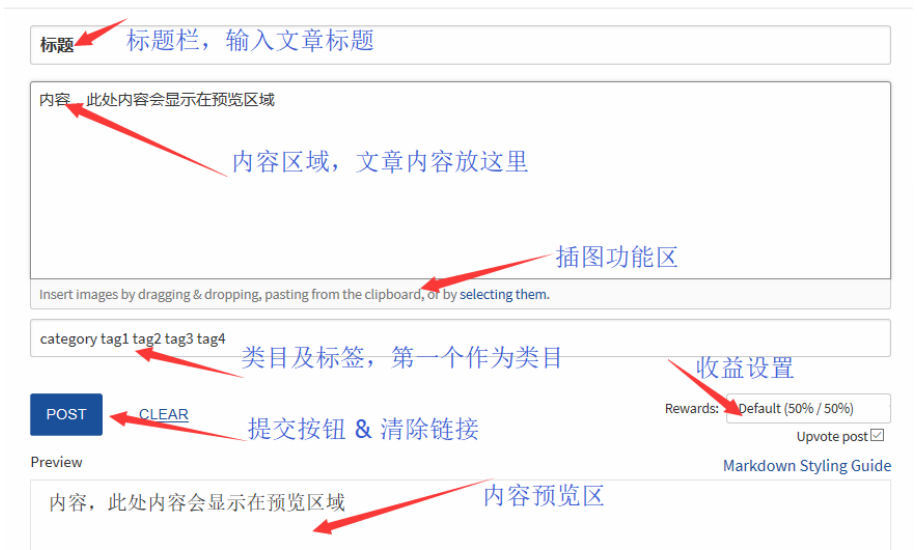 标题 标题栏，输入文章标题
内容，此处内容会显示在预览区域
内容区域，文章内容放这里
插图功能区
Insert images by dragging & dropping, pasting from the clipboard, or by selecting them.
category tag1 tag2 tag3 tag4
类目及标签，第一个作为类目
收益设置
POST CLEAR Rewards: Default (50% / 50%)
提交按钮 & 清除链接
Upvote post
Preview Markdown Styling Guide
内容，此处内容会显示在预览区域
内容预览区